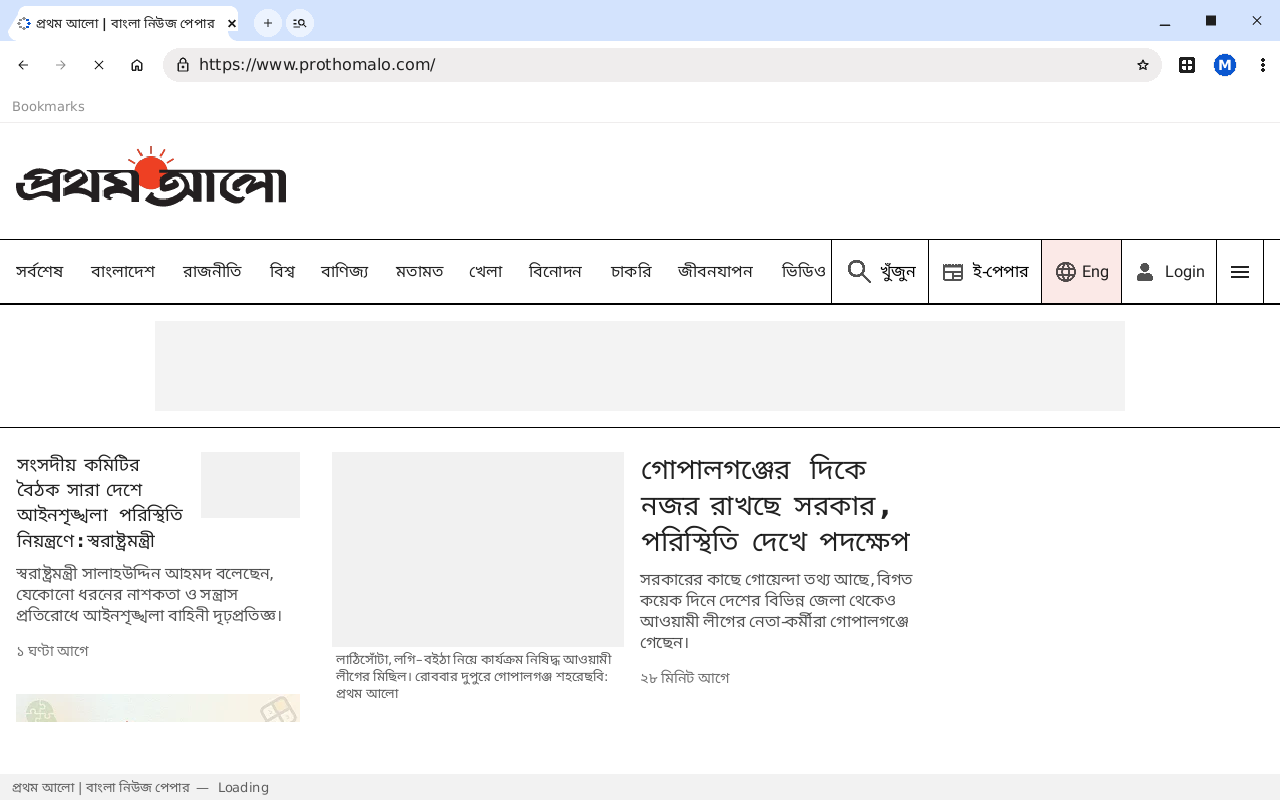 প্রথম আলো | বাংলা নিউজ পেপার
https://www.prothomalo.com/
M
Bookmarks
প্রথম আলো
সর্বশেষ বাংলাদেশ রাজনীতি বিশ্ব বাণিজ্য মতামত খেলা বিনোদন চাকরি জীবনযাপন ভিডিও খুঁজুন ই-পেপার Eng Login
সংসদীয় কমিটির
বৈঠক সারা দেশে
আইনশৃঙ্খলা পরিস্থিতি
নিয়ন্ত্রণে : স্বরাষ্ট্রমন্ত্রী
স্বরাষ্ট্রমন্ত্রী সালাহউদ্দিন আহমদ বলেছেন,
যেকোনো ধরনের নাশকতা ও সন্ত্রাস
প্রতিরোধে আইনশৃঙ্খলা বাহিনী দৃঢ়প্রতিজ্ঞ।
১ ঘণ্টা আগে
লাঠিসোঁটা, লগি–বইঠা নিয়ে কার্যক্রম নিষিদ্ধ আওয়ামী
লীগের মিছিল। রোববার দুপুরে গোপালগঞ্জ শহরেছবি:
প্রথম আলো
গোপালগঞ্জের দিকে
নজর রাখছে সরকার,
পরিস্থিতি দেখে পদক্ষেপ
সরকারের কাছে গোয়েন্দা তথ্য আছে, বিগত
কয়েক দিনে দেশের বিভিন্ন জেলা থেকেও
আওয়ামী লীগের নেতা-কর্মীরা গোপালগঞ্জে
গেছেন।
২৮ মিনিট আগে
প্রথম আলো | বাংলা নিউজ পেপার — Loading